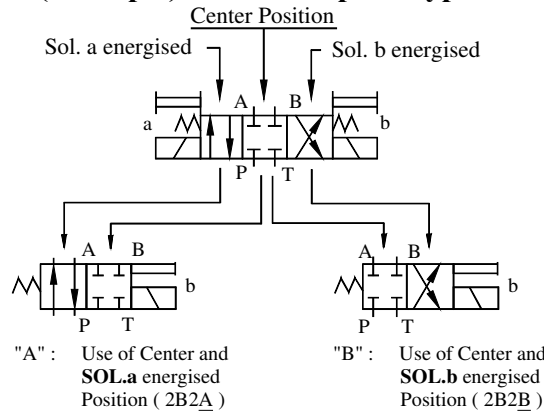 Center Position
Sol. a energised
Sol. b energised
A B
a b
P T
A B
b
P T
A B
b
P T
"A" : Use of Center and
SOL.a energised
Position ( 2B2A )
"B" : Use of Center and
SOL.b energised
Position ( 2B2B )